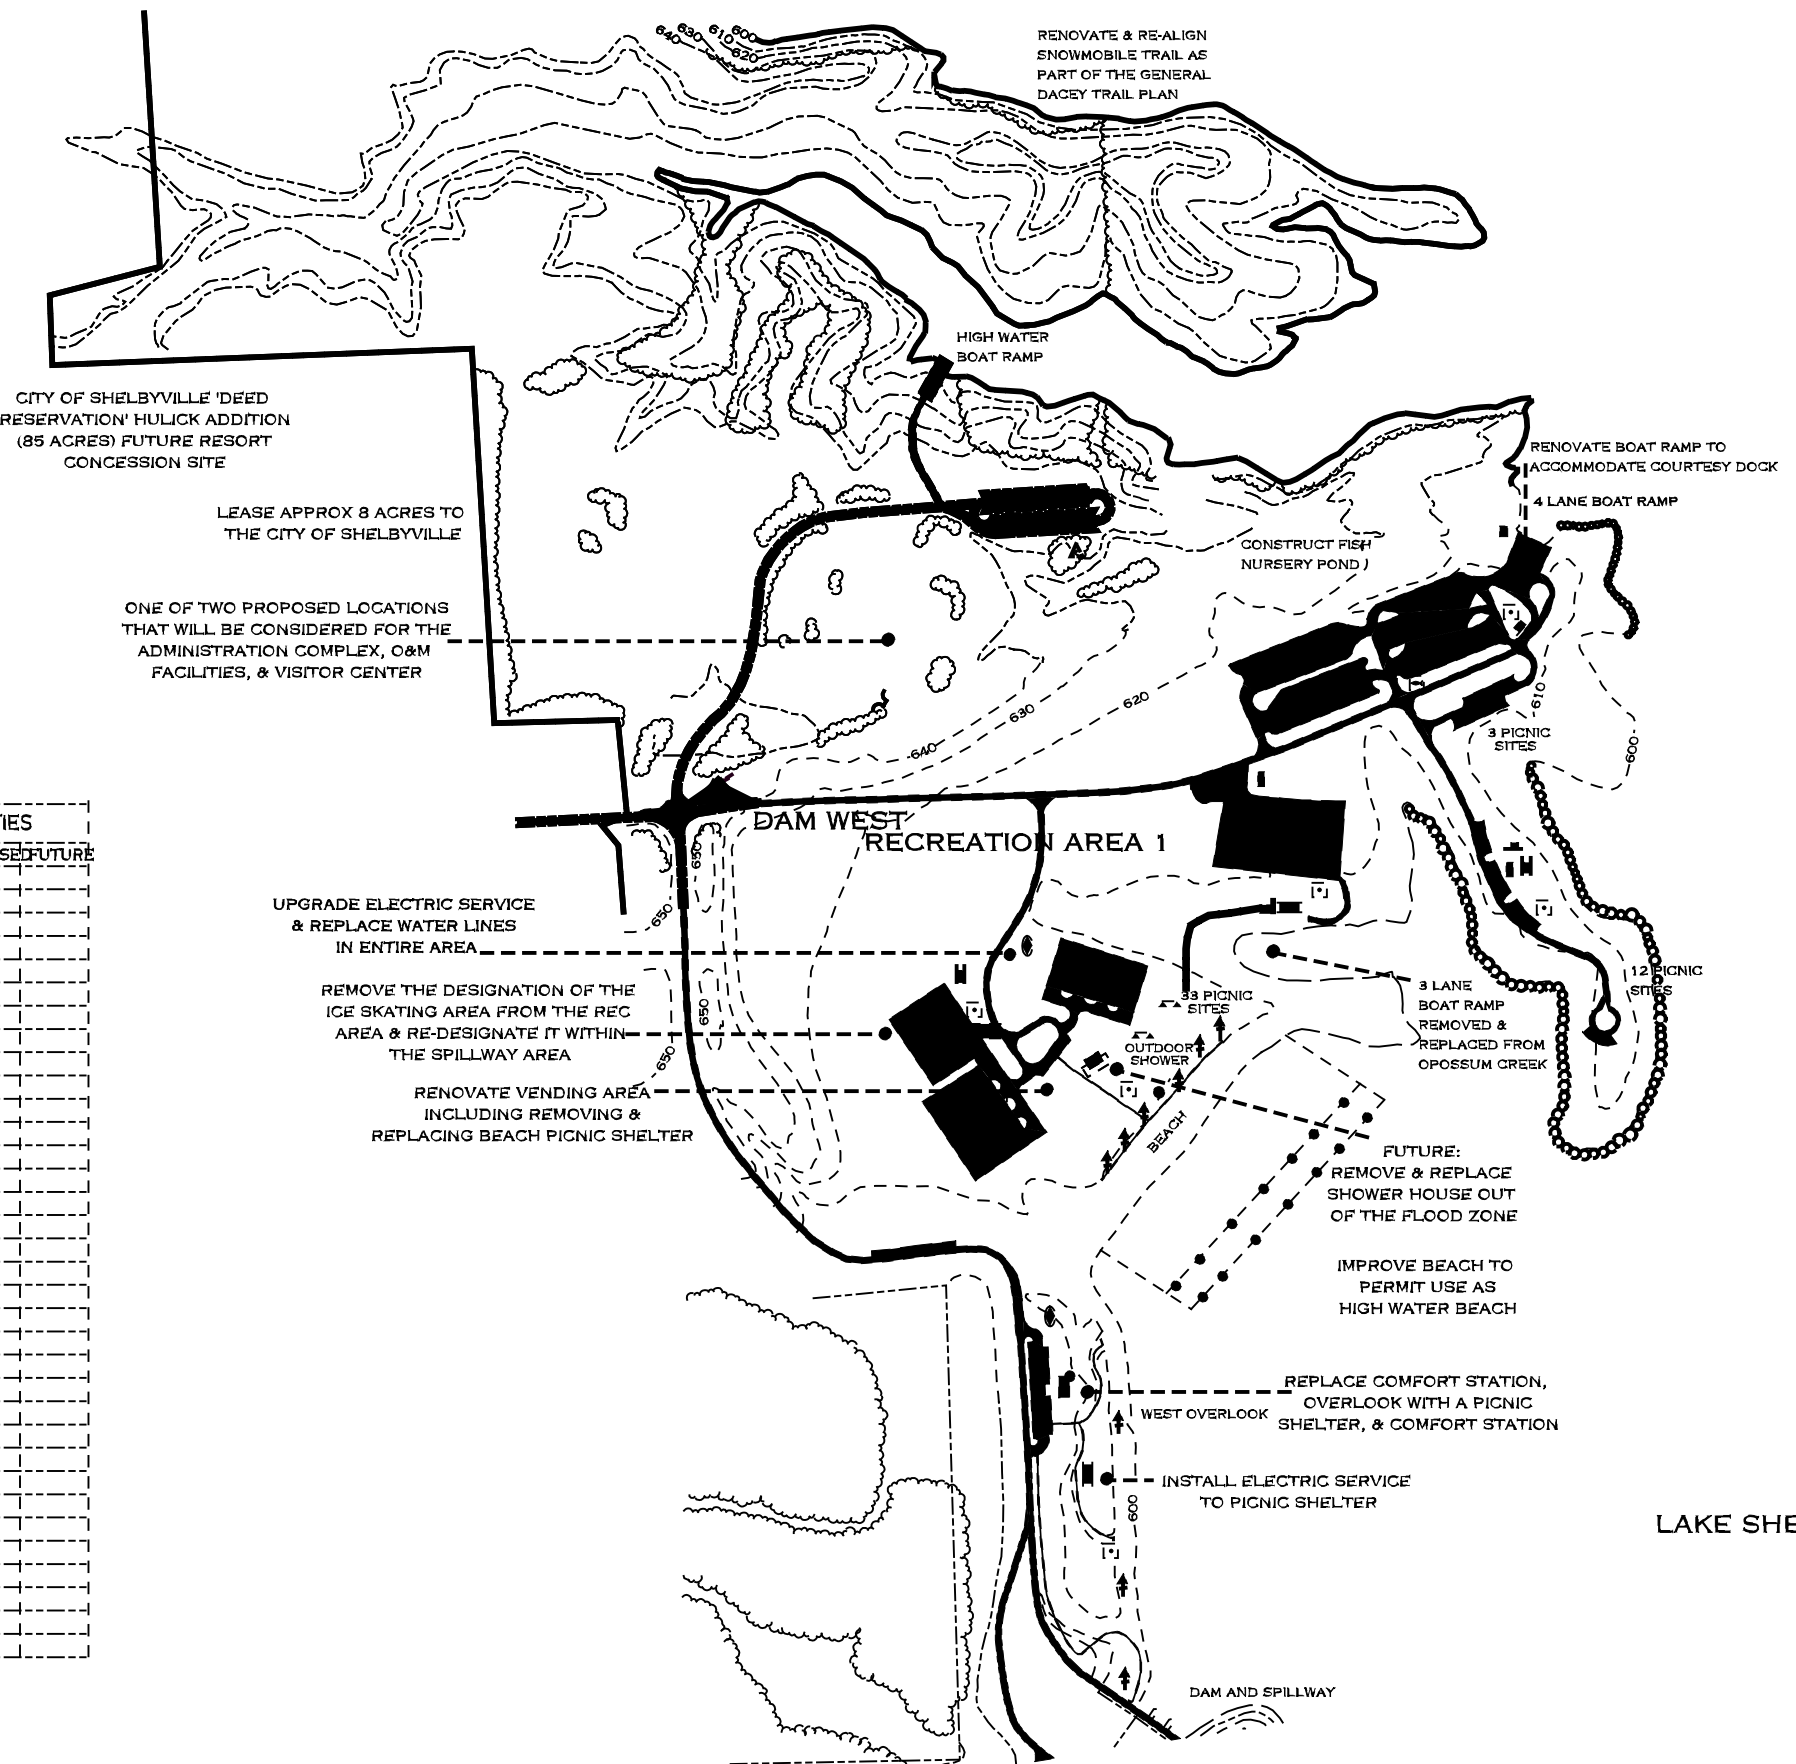 640
630
610
600
620
RENOVATE & RE-ALIGN
SNOWMOBILE TRAIL AS
PART OF THE GENERAL
DACEY TRAIL PLAN
HIGH WATER
BOAT RAMP
CITY OF SHELBYVILLE 'DEED
RESERVATION' HULICK ADDITION
(85 ACRES) FUTURE RESORT
CONCESSION SITE
RENOVATE BOAT RAMP TO
ACCOMMODATE COURTESY DOCK
4 LANE BOAT RAMP
LEASE APPROX 8 ACRES TO
THE CITY OF SHELBYVILLE
CONSTRUCT FISH
NURSERY POND
ONE OF TWO PROPOSED LOCATIONS
THAT WILL BE CONSIDERED FOR THE
ADMINISTRATION COMPLEX, O&M
FACILITIES, & VISITOR CENTER
640
630
620
610
600
3 PICNIC
SITES
DAM WEST
RECREATION AREA 1
IES
SED FUTURE
650
650
650
650
UPGRADE ELECTRIC SERVICE
& REPLACE WATER LINES
IN ENTIRE AREA
REMOVE THE DESIGNATION OF THE
ICE SKATING AREA FROM THE REC
AREA & RE-DESIGNATE IT WITHIN
THE SPILLWAY AREA
RENOVATE VENDING AREA
INCLUDING REMOVING &
REPLACING BEACH PICNIC SHELTER
33 PICNIC
SITES
OUTDOOR
SHOWER
BEACH
12 PICNIC
SITES
3 LANE
BOAT RAMP
REMOVED &
REPLACED FROM
OPOSSUM CREEK
FUTURE:
REMOVE & REPLACE
SHOWER HOUSE OUT
OF THE FLOOD ZONE
IMPROVE BEACH TO
PERMIT USE AS
HIGH WATER BEACH
REPLACE COMFORT STATION,
OVERLOOK WITH A PICNIC
SHELTER, & COMFORT STATION
WEST OVERLOOK
INSTALL ELECTRIC SERVICE
TO PICNIC SHELTER
600
LAKE SHE
DAM AND SPILLWAY